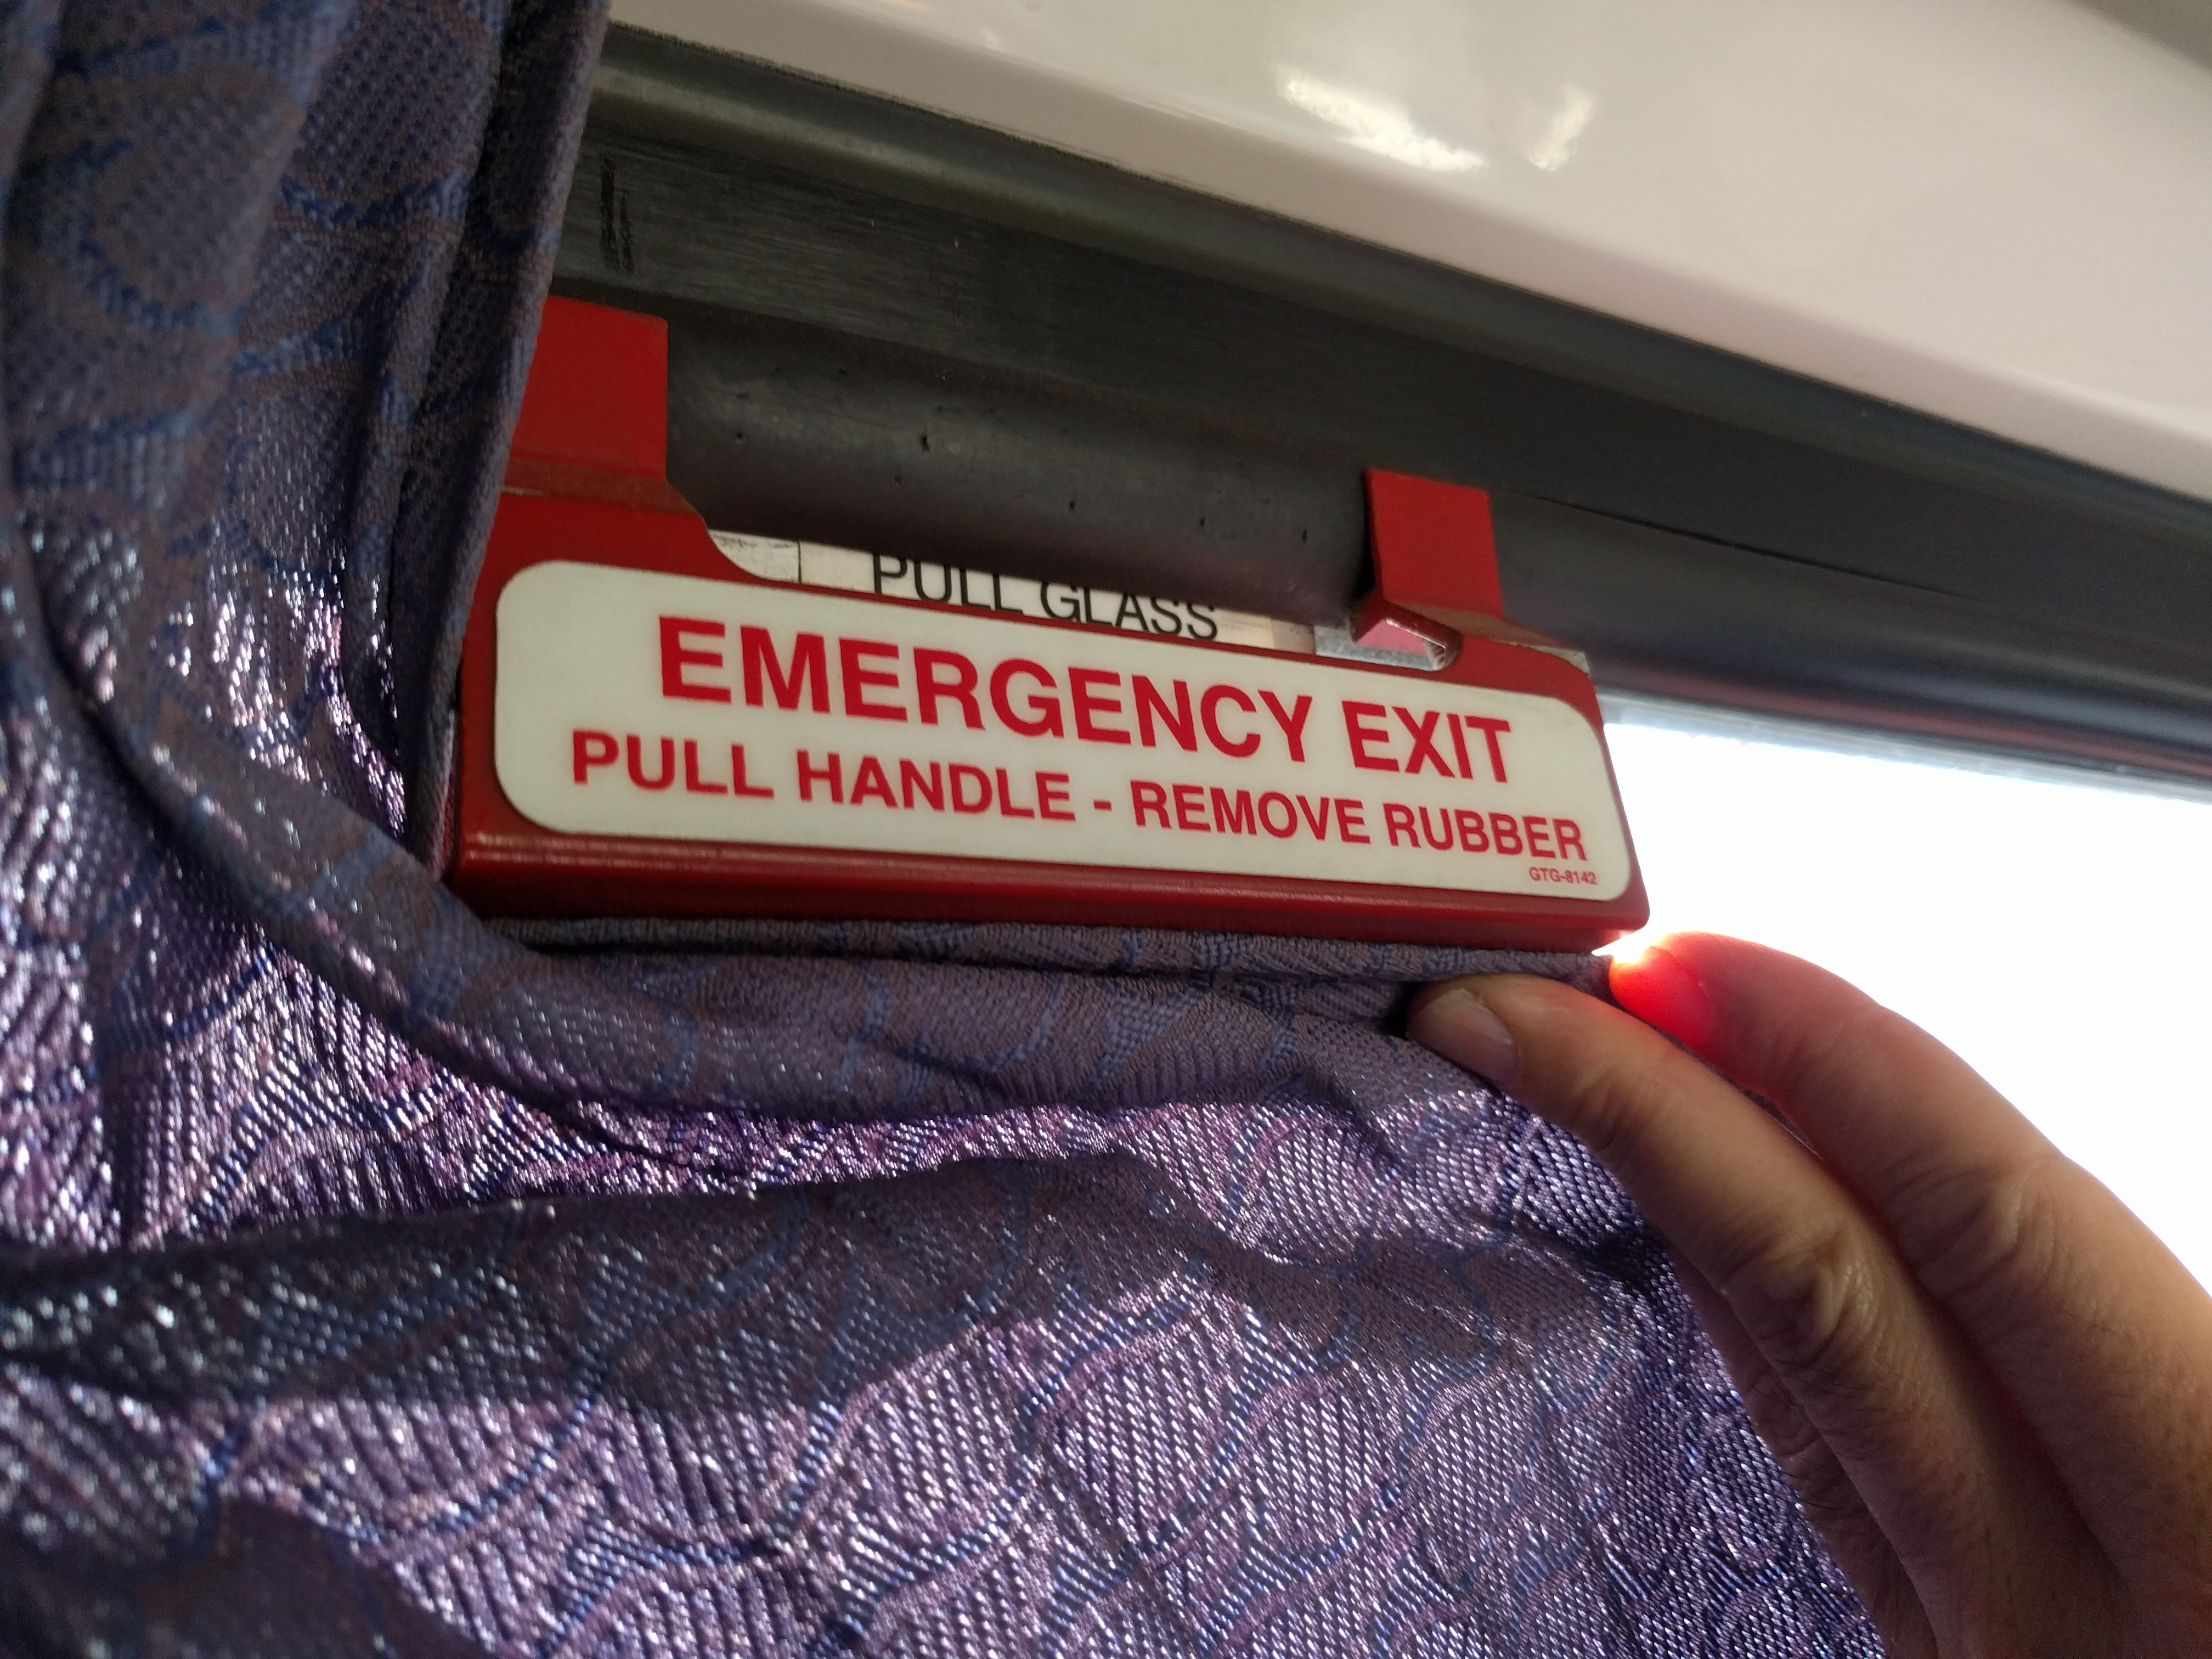 PULL GLASS
EMERGENCY EXIT
PULL HANDLE - REMOVE RUBBER
GTG-8142